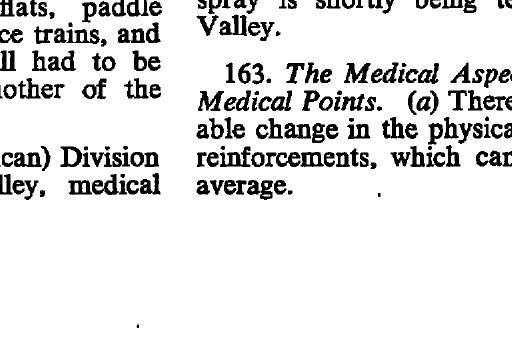 flats, paddle
ce trains, and
ll had to be
other of the
can) Division
lley, medical
spray is shortly being te
Valley.
163. The Medical Aspe
Medical Points. (a) There
able change in the physica
reinforcements, which can
average.